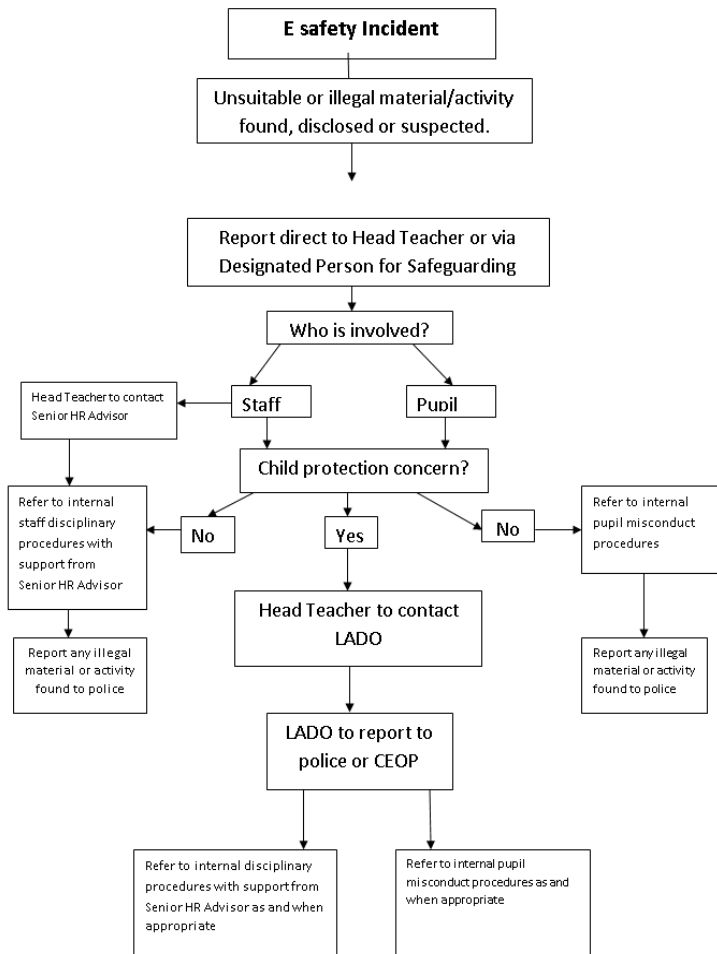 E safety Incident
Unsuitable or illegal material/activity
found, disclosed or suspected.
Report direct to Head Teacher or via
Designated Person for Safeguarding
Who is involved?
Head Teacher to contact
Senior HR Advisor
Staff
Pupil
Child protection concern?
Refer to internal
staff disciplinary
procedures with
support from
Senior HR Advisor
No
Yes
No
Refer to internal
pupil misconduct
procedures
Head Teacher to contact
LADO
Report any illegal
material or activity
found to police
Report any illegal
material or activity
found to police
LADO to report to
police or CEOP
Refer to internal disciplinary
procedures with support from
Senior HR Advisor as and when
appropriate
Refer to internal pupil
misconduct procedures as and
when appropriate